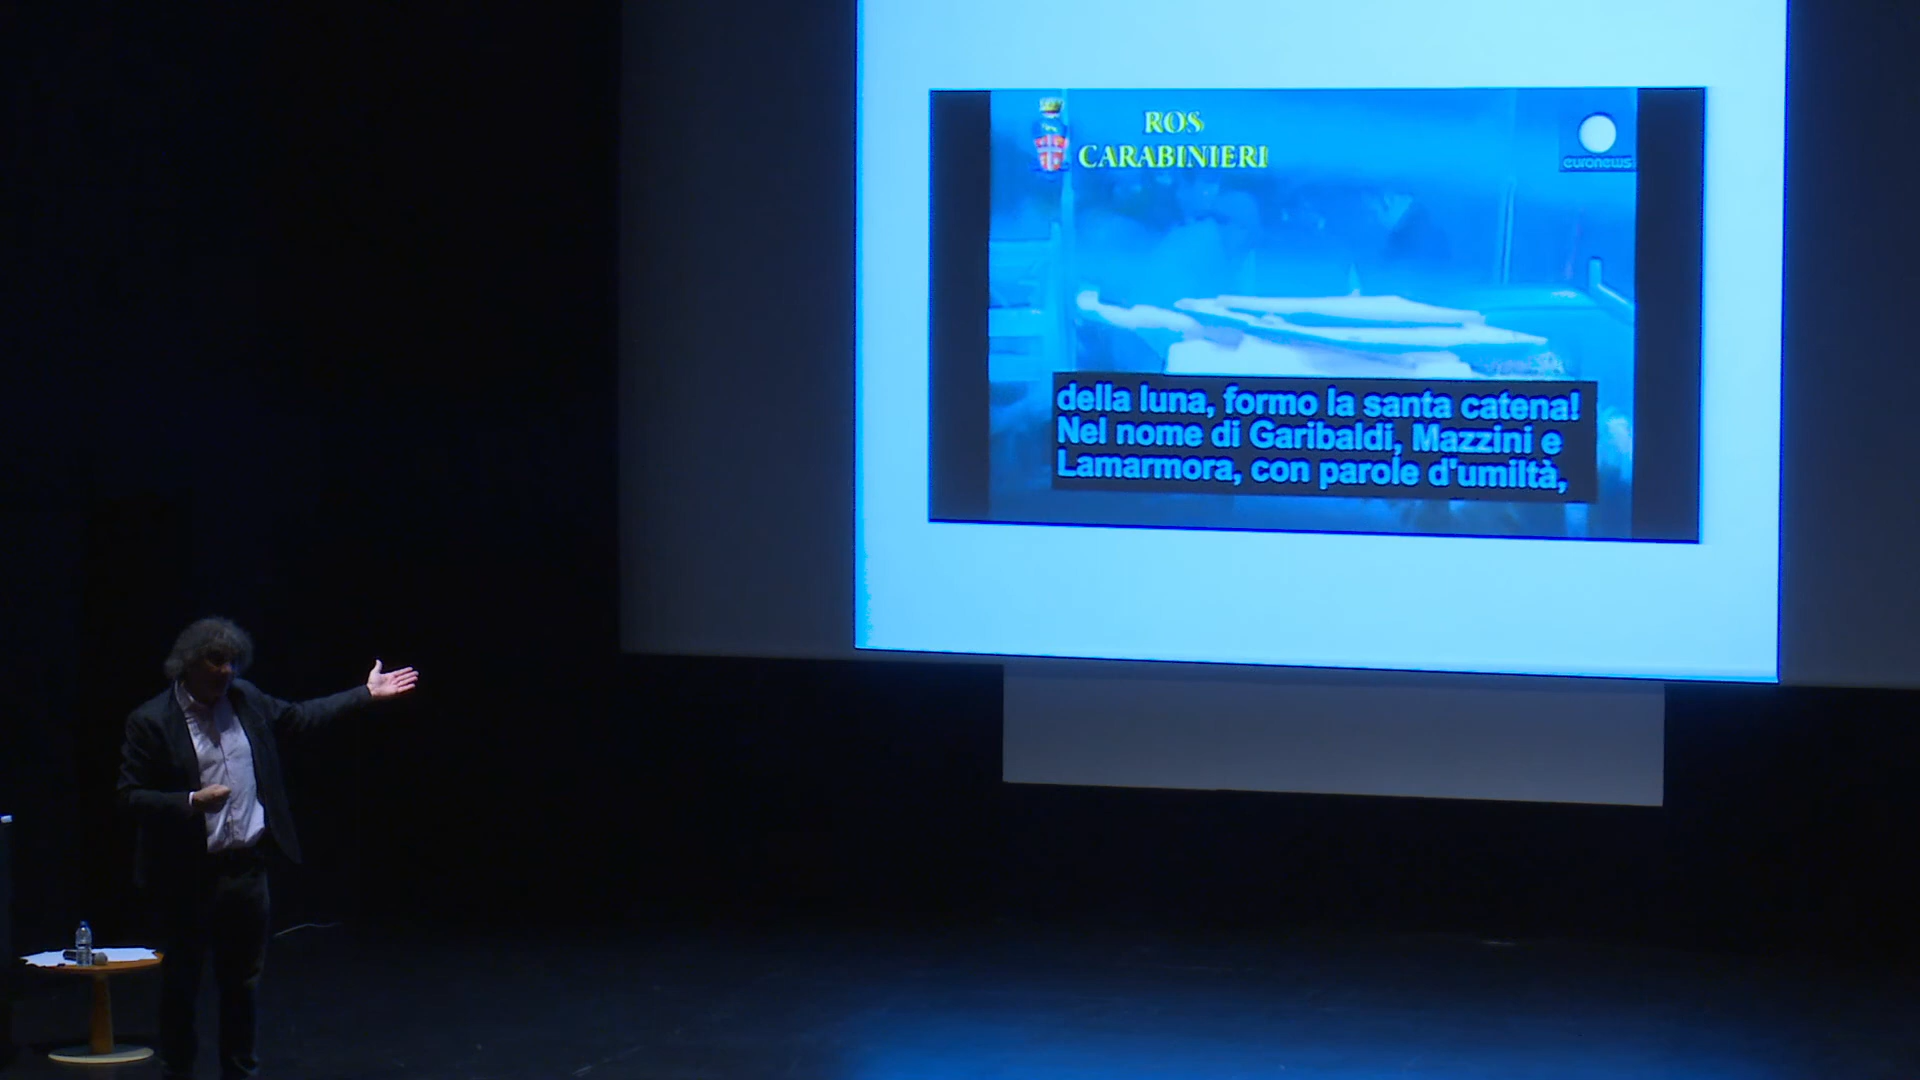 ROS
CARABINIERI
euronews
della luna, formo la santa catena!
Nel nome di Garibaldi, Mazzini e
Lamarmora, con parole d'umiltà,